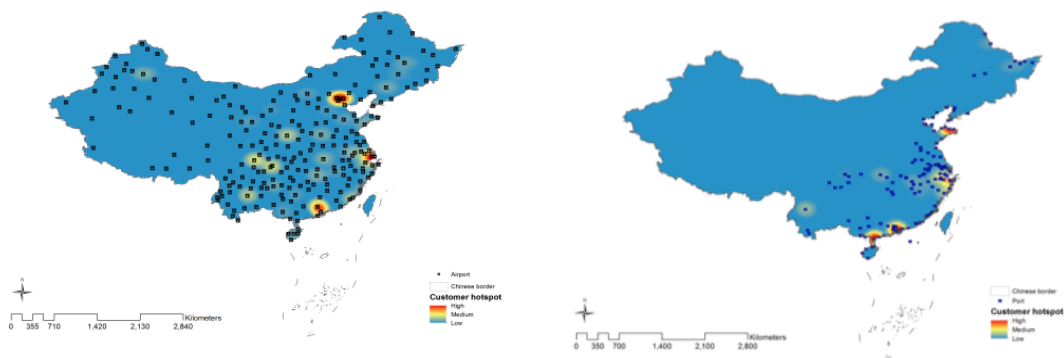 N
Airport
Chinese border
Customer hotspot
High
Medium
Low
Kilometers
0 355 710 1,420 2,130 2,840
N
Chinese border
Port
Customer hotspot
High
Medium
Low
Kilometers
0 350 700 1,400 2,100 2,800